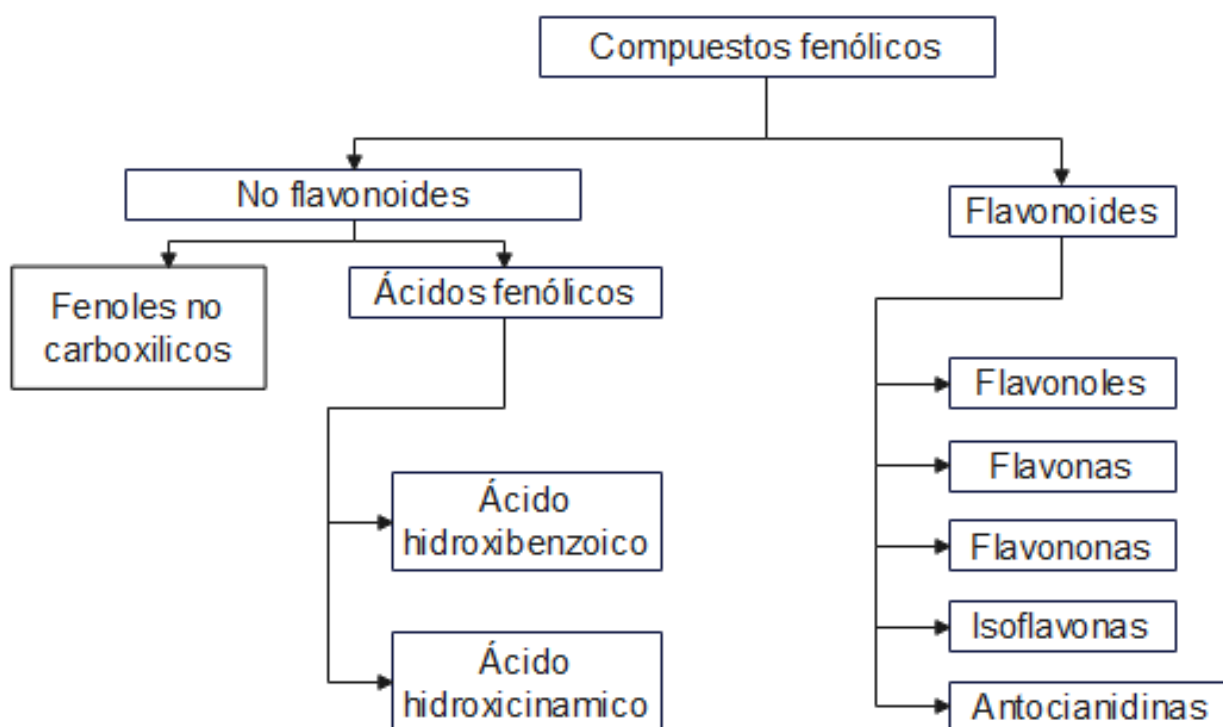 Compuestos fenólicos
No flavonoides
Flavonoides
Fenoles no
carboxilicos
Ácidos fenólicos
Ácido
hidroxibenzoico
Ácido
hidroxicinamico
Flavonoles
Flavonas
Flavononas
Isoflavonas
Antocianidinas